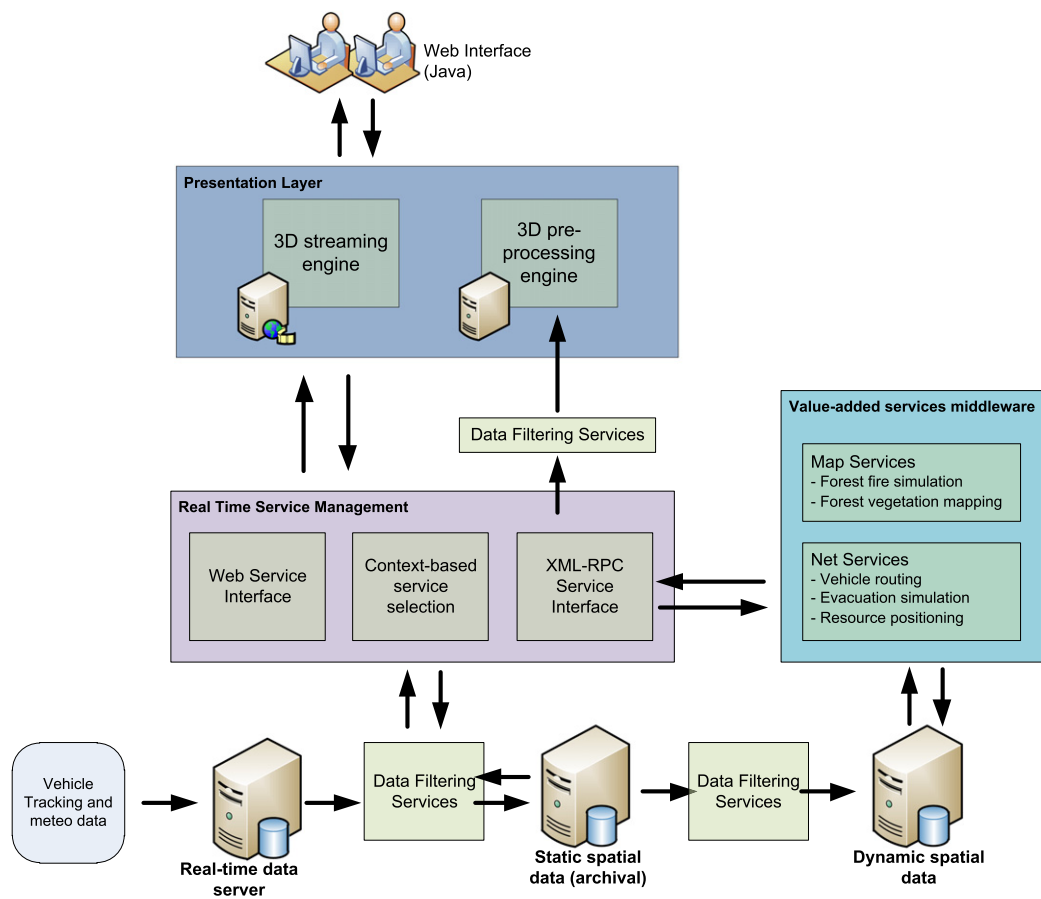 Web Interface
(Java)
Presentation Layer
3D streaming
engine
3D pre-
processing
engine
Data Filtering Services
Value-added services middleware
Map Services
- Forest fire simulation
- Forest vegetation mapping
Net Services
- Vehicle routing
- Evacuation simulation
- Resource positioning
Real Time Service Management
Web Service
Interface
Context-based
service
selection
XML-RPC
Service
Interface
Vehicle
Tracking and
meteo data
Real-time data
server
Data Filtering
Services
Static spatial
data (archival)
Data Filtering
Services
Dynamic spatial
data